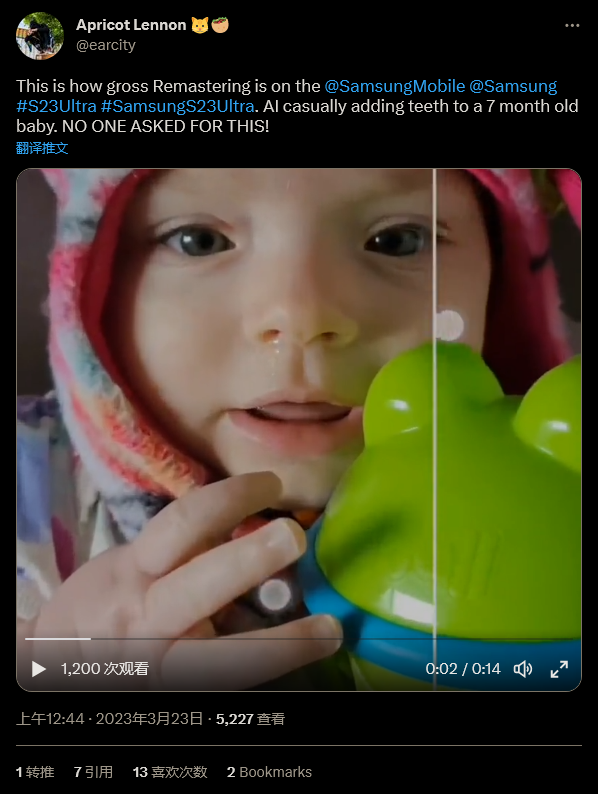 Apricot Lennon 🐱🥙
@earcity
This is how gross Remastering is on the @SamsungMobile @Samsung
#S23Ultra #SamsungS23Ultra. AI casually adding teeth to a 7 month old
baby. NO ONE ASKED FOR THIS!
翻译推文
1,200 次观看
0:02 / 0:14
上午12:44 · 2023年3月23日 · 5,227 查看
1 转推 7 引用 13 喜欢次数 2 Bookmarks